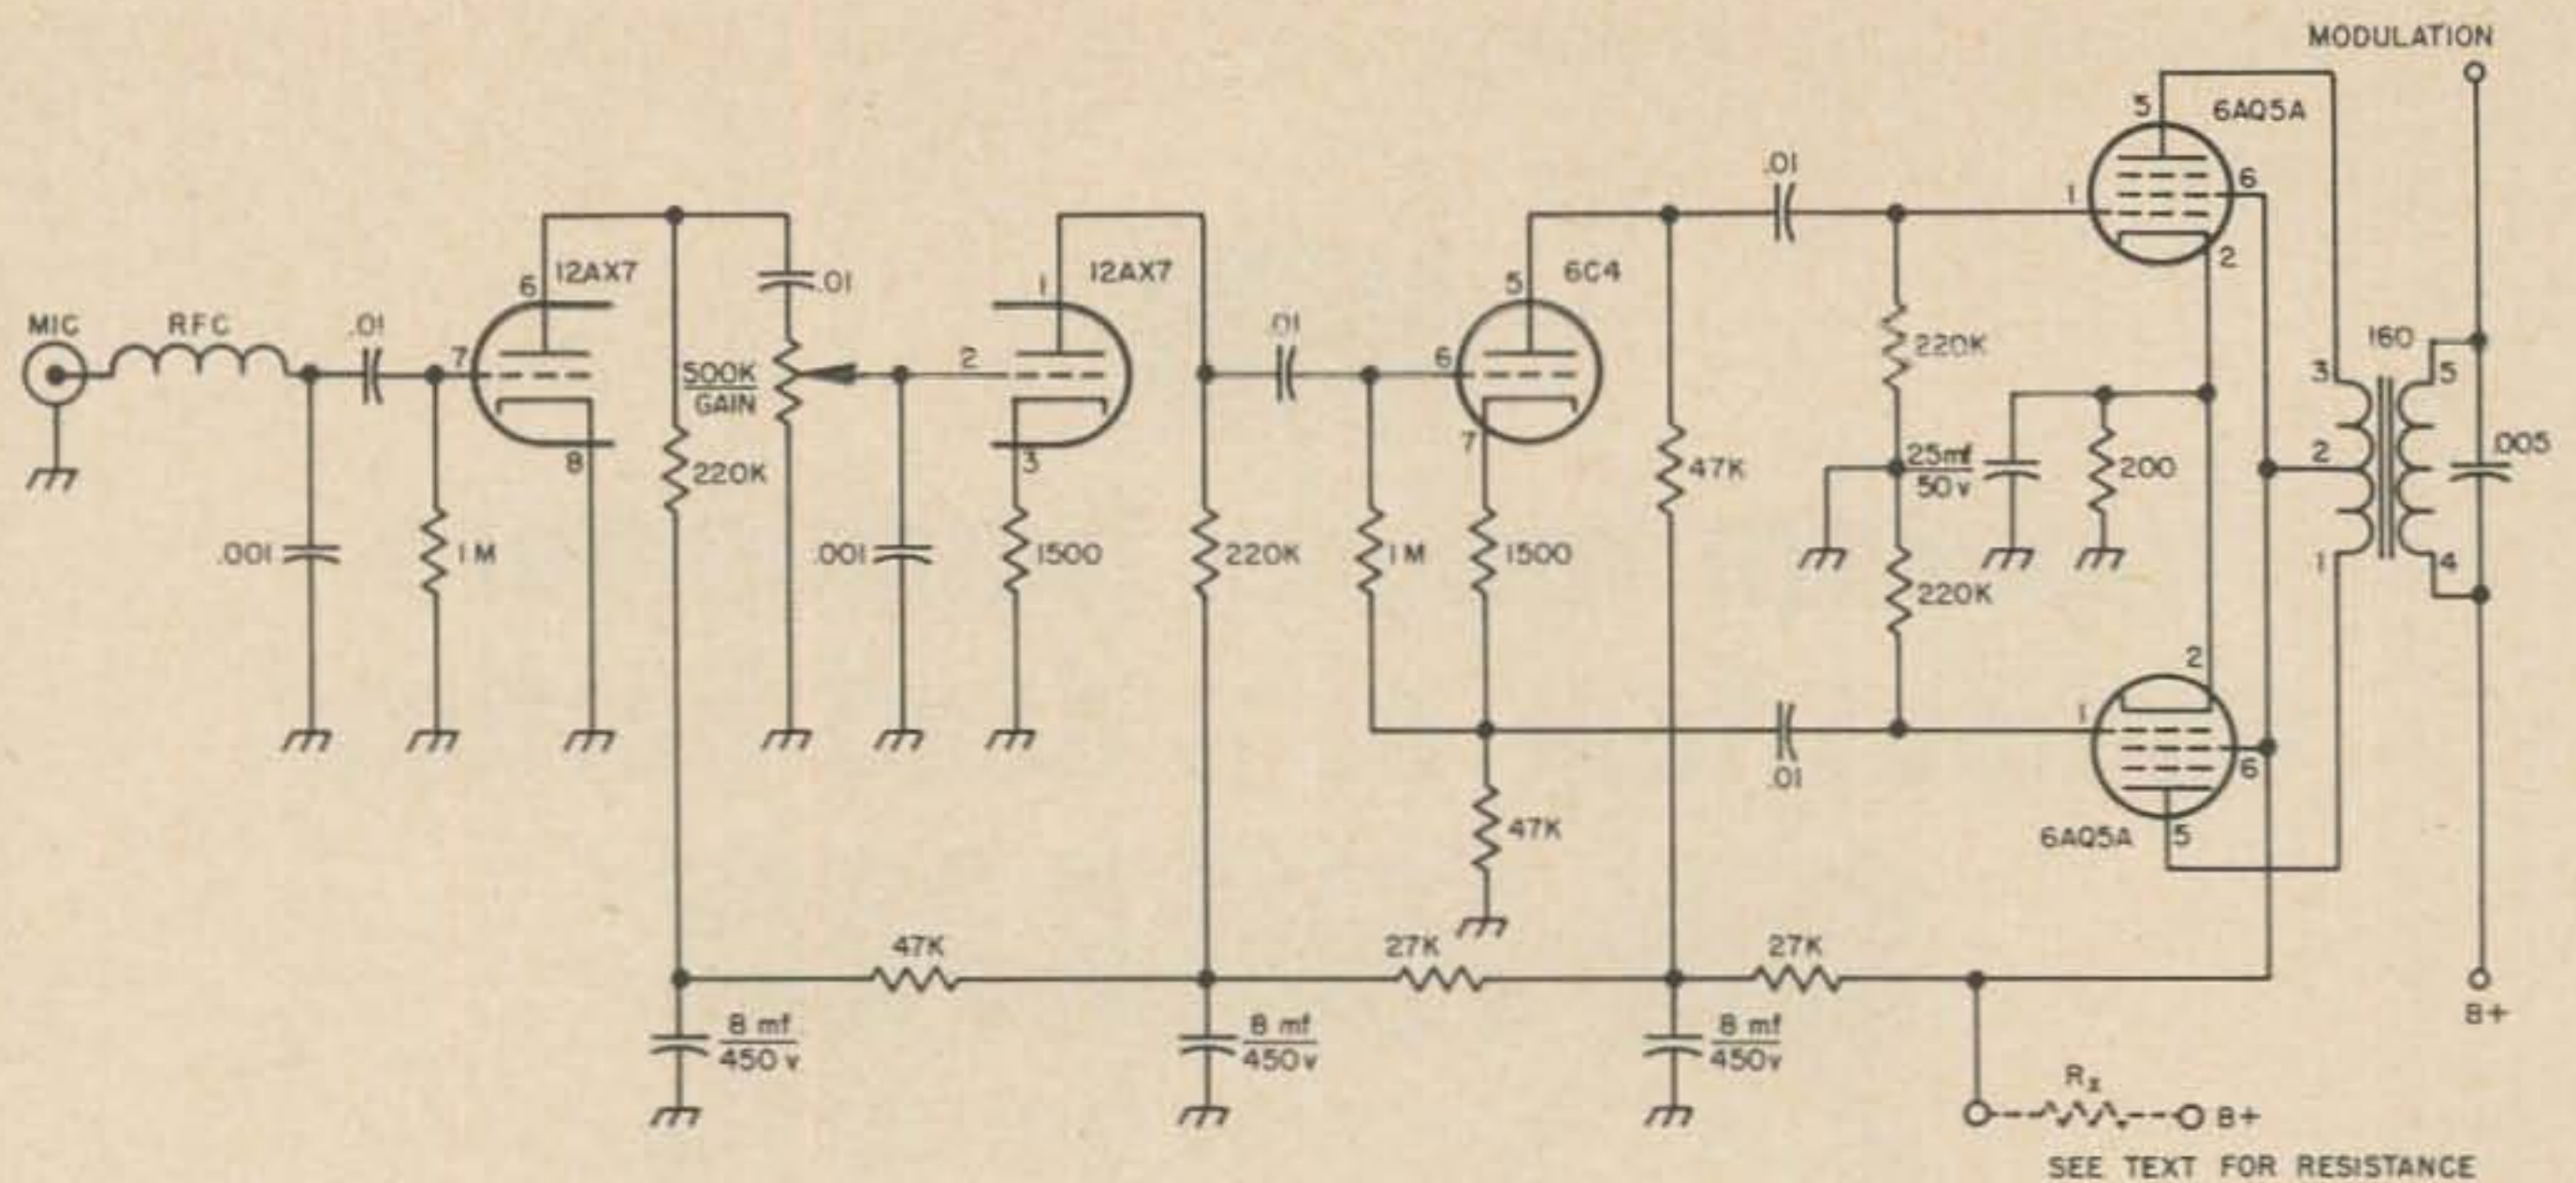 MODULATION
5
6AQ5A
.01
1
6
2
12AX7
6
.01
12AX7
1
6C4
5
MIC
RFC
.01
7
500K
GAIN
2
.01
6
220K
160
3
5
8
220K
3
7
47K
25mf
50v
200
2
.005
.001
1M
.001
1500
220K
1M
1500
1
4
220K
2
1
.01
6
47K
6AQ5A
5
47K
27K
27K
8 mf
450v
8 mf
450v
8 mf
450v
B+
Rx
B+
SEE TEXT FOR RESISTANCE